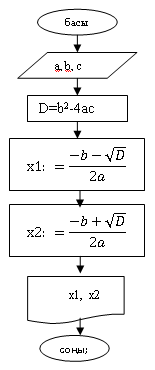 басы
a, b, c
D=b²-4ac
x1: = (-b - √D) / 2a
x2: = (-b + √D) / 2a
x1, x2
соңы;